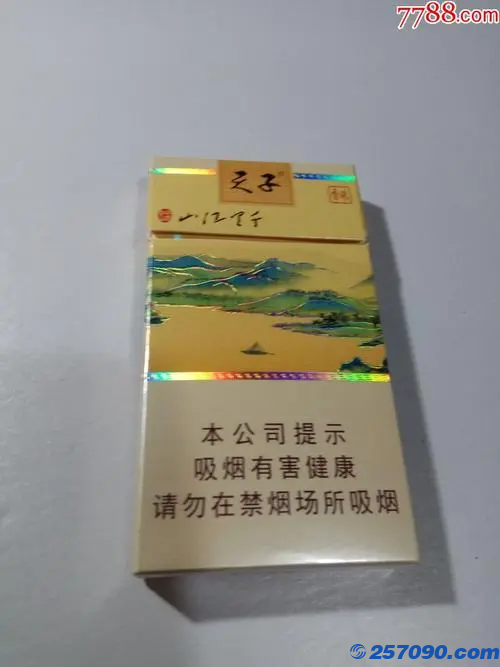 7788.com
天子
山江里千
本公司提示
吸烟有害健康
请勿在禁烟场所吸烟
257090.com